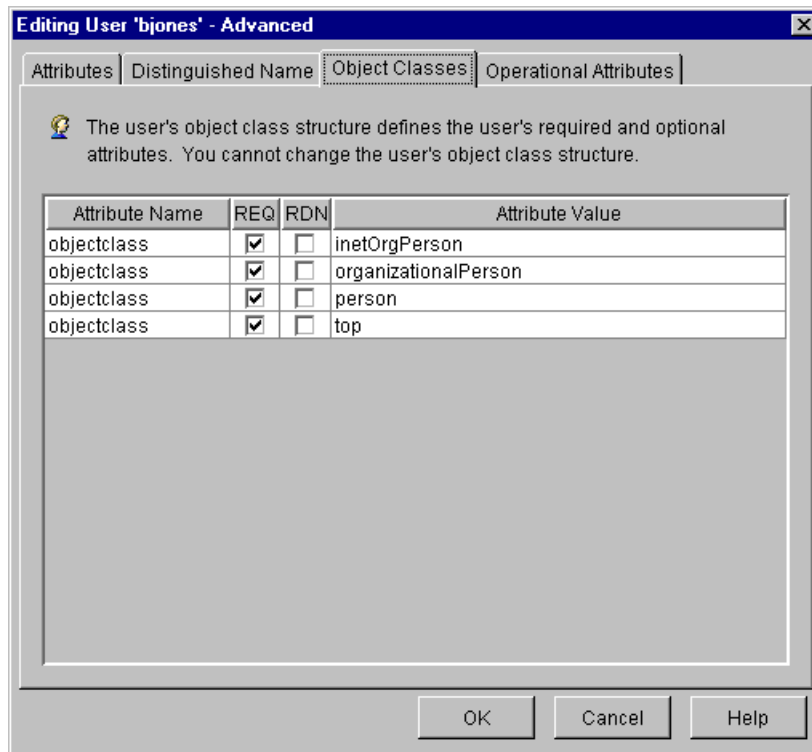 Editing User 'bjones' - Advanced
Attributes Distinguished Name Object Classes Operational Attributes
The user's object class structure defines the user's required and optional
attributes. You cannot change the user's object class structure.
Attribute Name REQ RDN Attribute Value
objectclass inetOrgPerson
objectclass organizationalPerson
objectclass person
objectclass top
OK Cancel Help